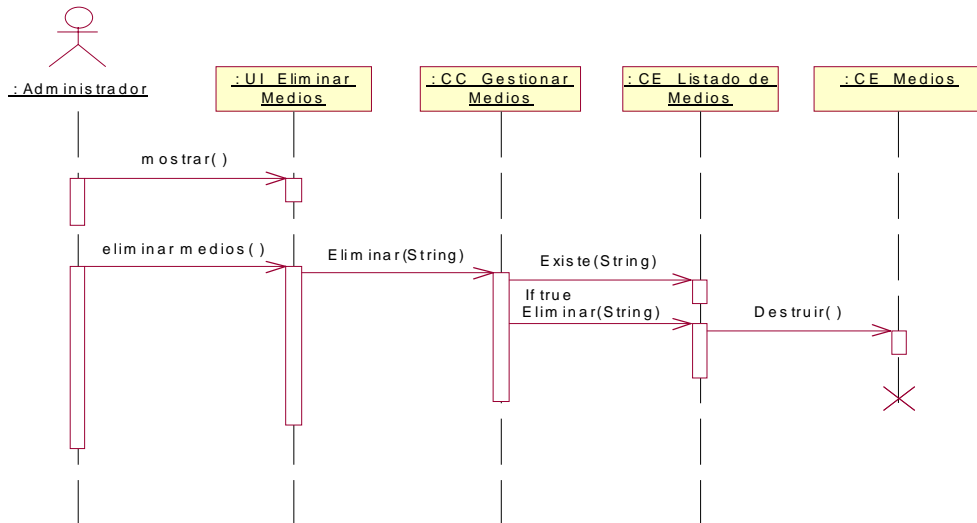 : Administrador
: UI Eliminar
Medios
: CC Gestionar
Medios
: CE Listado de
Medios
: CE Medios
mostrar( )
eliminar medios( )
Eliminar(String)
Existe(String)
If true
Eliminar(String)
Destruir( )